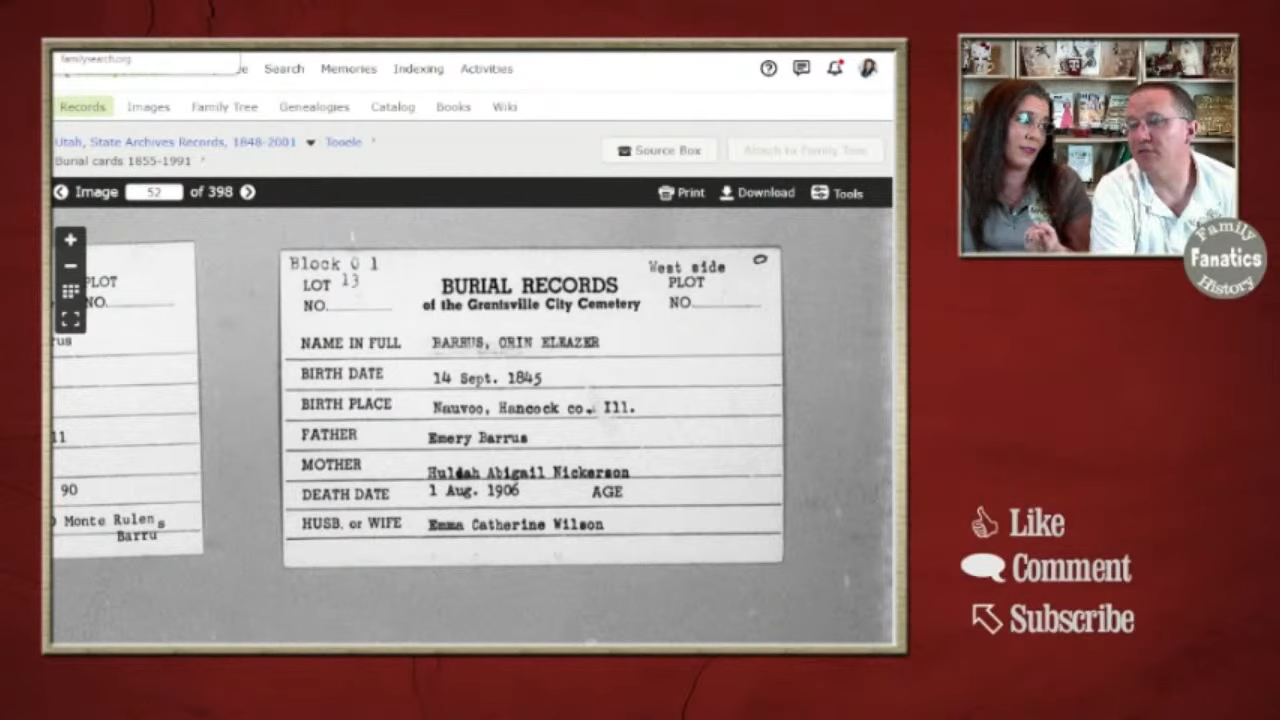 familysearch.org
Search Memories Indexing Activities
Records Images Family Tree Genealogies Catalog Books Wiki
Utah, State Archives Records, 1848-2001 Tooele
Burial cards 1855-1991
Source Box Attach to Family Tree
Image 52 of 398 Print Download Tools
PLOT
NO.
rus
11
90
Monte Rulens
Barru
Block 0 1
LOT 13
NO.
BURIAL RECORDS
of the Grantsville City Cemetery
West side
PLOT
NO.
NAME IN FULL BARRUS, ORIN ELEAZER
BIRTH DATE 14 Sept. 1845
BIRTH PLACE Nauvoo, Hancock co., Ill.
FATHER Emery Barrus
MOTHER Huldah Abigail Nickerson
DEATH DATE 1 Aug. 1906 AGE
HUSB. or WIFE Emma Catherine Wilson
Family
Fanatics
History
Like
Comment
Subscribe